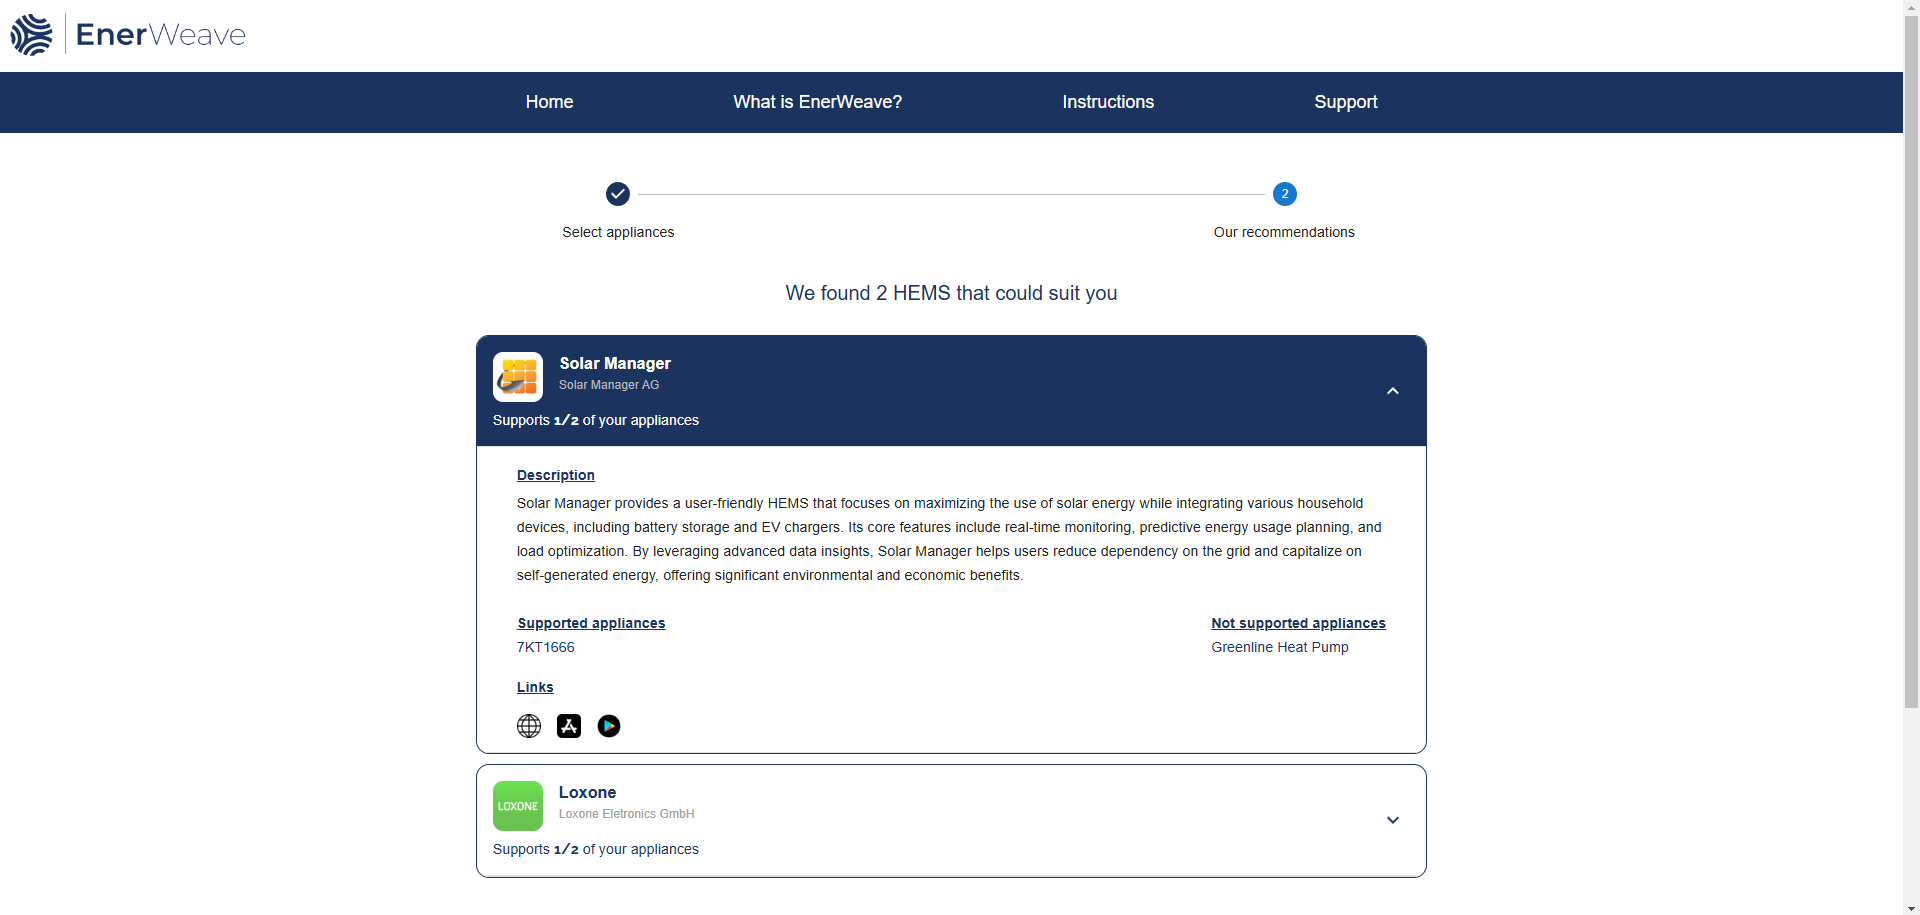 EnerWeave
Home What is EnerWeave? Instructions Support
2
Select appliances Our recommendations
We found 2 HEMS that could suit you
Solar Manager
Solar Manager AG
Supports 1/2 of your appliances
Description
Solar Manager provides a user-friendly HEMS that focuses on maximizing the use of solar energy while integrating various household
devices, including battery storage and EV chargers. Its core features include real-time monitoring, predictive energy usage planning, and
load optimization. By leveraging advanced data insights, Solar Manager helps users reduce dependency on the grid and capitalize on
self-generated energy, offering significant environmental and economic benefits.
Supported appliances Not supported appliances
7KT1666 Greenline Heat Pump
Links
LOXONE
Loxone
Loxone Eletronics GmbH
Supports 1/2 of your appliances